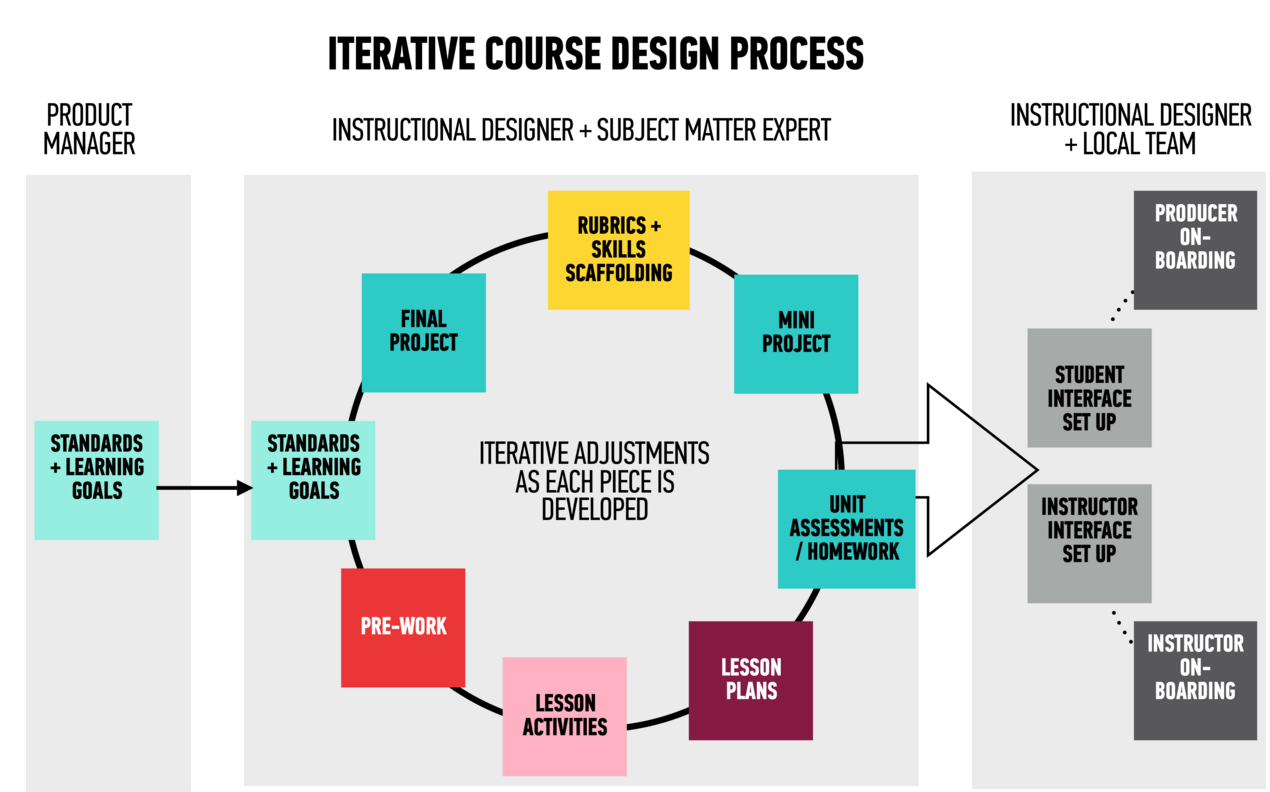 ITERATIVE COURSE DESIGN PROCESS
PRODUCT
MANAGER
INSTRUCTIONAL DESIGNER + SUBJECT MATTER EXPERT
INSTRUCTIONAL DESIGNER
+ LOCAL TEAM
STANDARDS
+ LEARNING
GOALS
STANDARDS
+ LEARNING
GOALS
FINAL
PROJECT
RUBRICS +
SKILLS
SCAFFOLDING
MINI
PROJECT
UNIT
ASSESSMENTS
/ HOMEWORK
LESSON
PLANS
LESSON
ACTIVITIES
PRE-WORK
ITERATIVE ADJUSTMENTS
AS EACH PIECE IS
DEVELOPED
PRODUCER
ON-
BOARDING
STUDENT
INTERFACE
SET UP
INSTRUCTOR
INTERFACE
SET UP
INSTRUCTOR
ON-
BOARDING